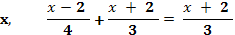 x, (x − 2)/4 + (x + 2)/3 = (x + 2)/3